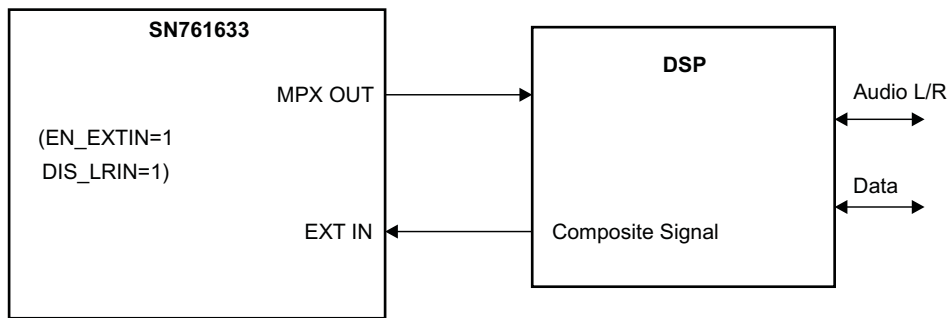 SN761633
DSP
MPX OUT
Audio L/R
(EN_EXTIN=1
DIS_LRIN=1)
Data
EXT IN
Composite Signal